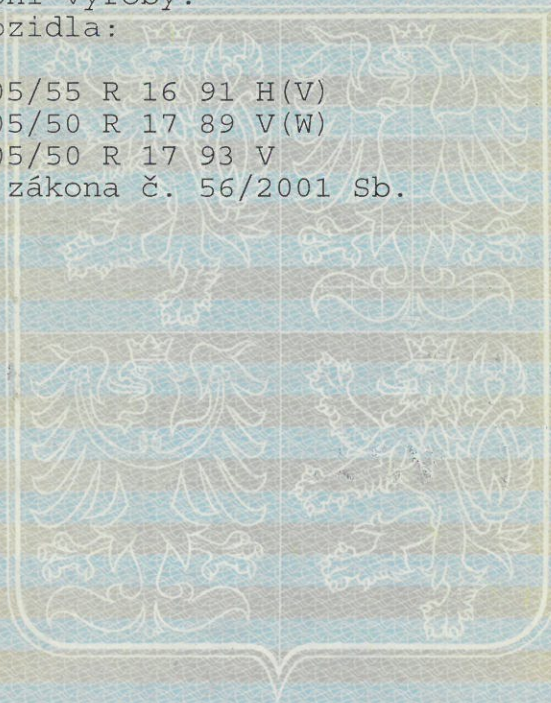 ní výroby.
ozidla:
05/55 R 16 91 H(V)
05/50 R 17 89 V(W)
05/50 R 17 93 V
zákona č. 56/2001 Sb.